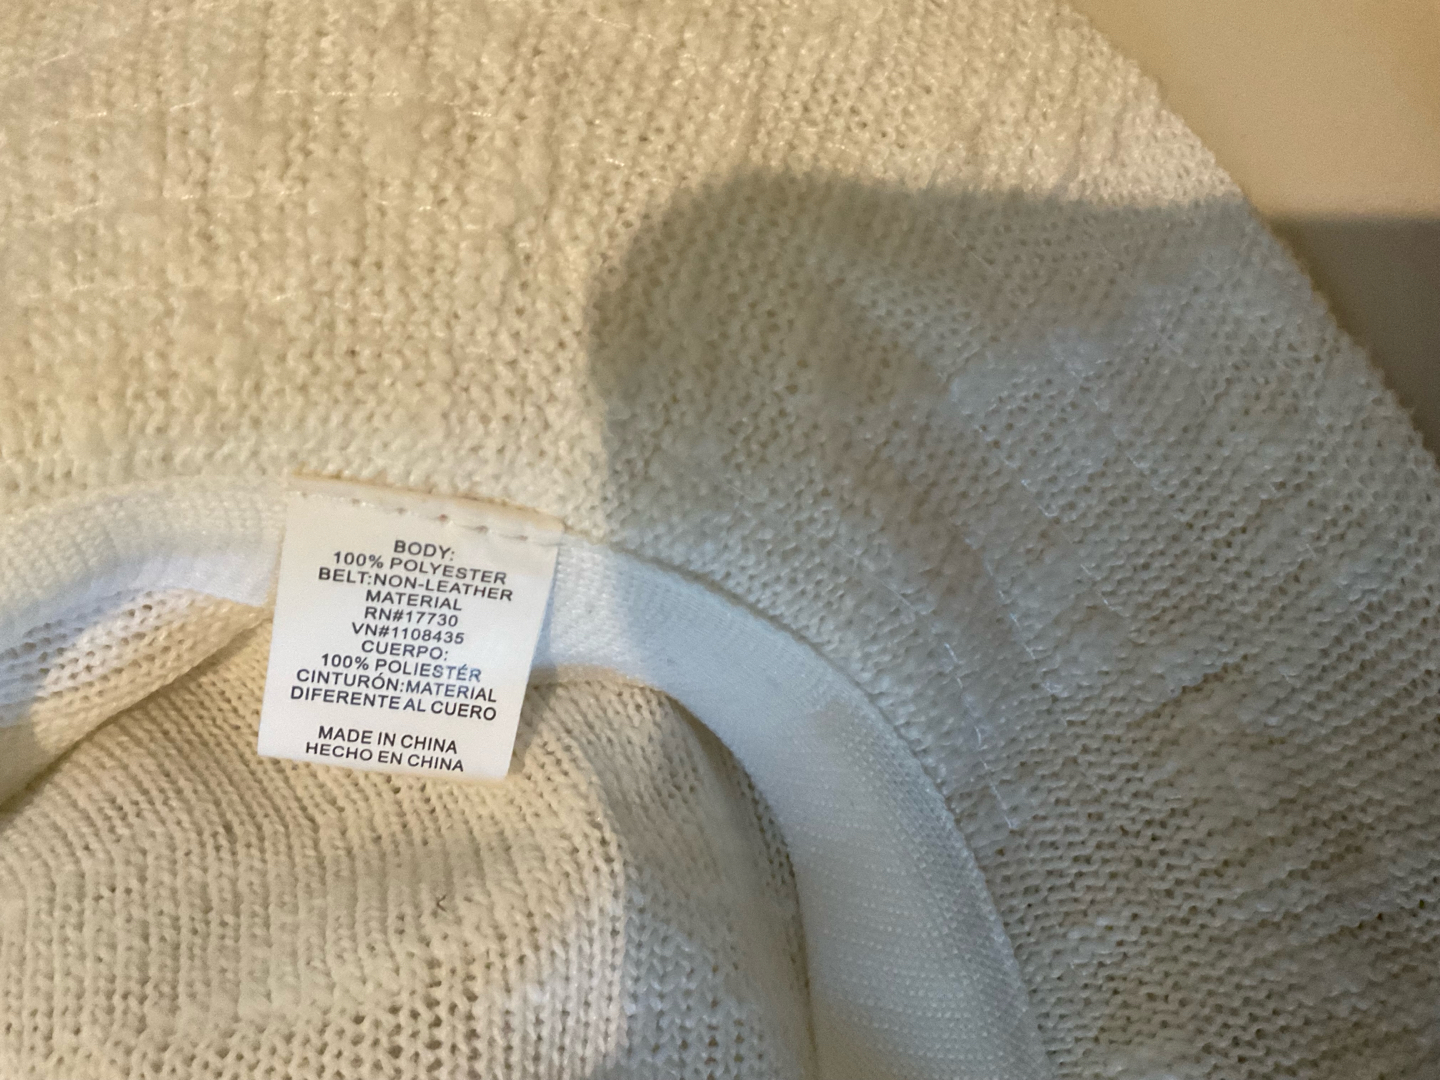 BODY:
100% POLYESTER
BELT:NON-LEATHER
MATERIAL
RN#17730
VN#1108435
CUERPO:
100% POLIESTÉR
CINTURÓN:MATERIAL
DIFERENTE AL CUERO
MADE IN CHINA
HECHO EN CHINA